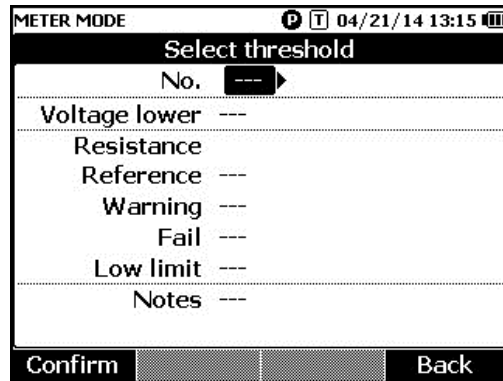 METER MODE P T 04/21/14 13:15
Select threshold
No. ---
Voltage lower ---
Resistance
Reference ---
Warning ---
Fail ---
Low limit ---
Notes ---
Confirm Back